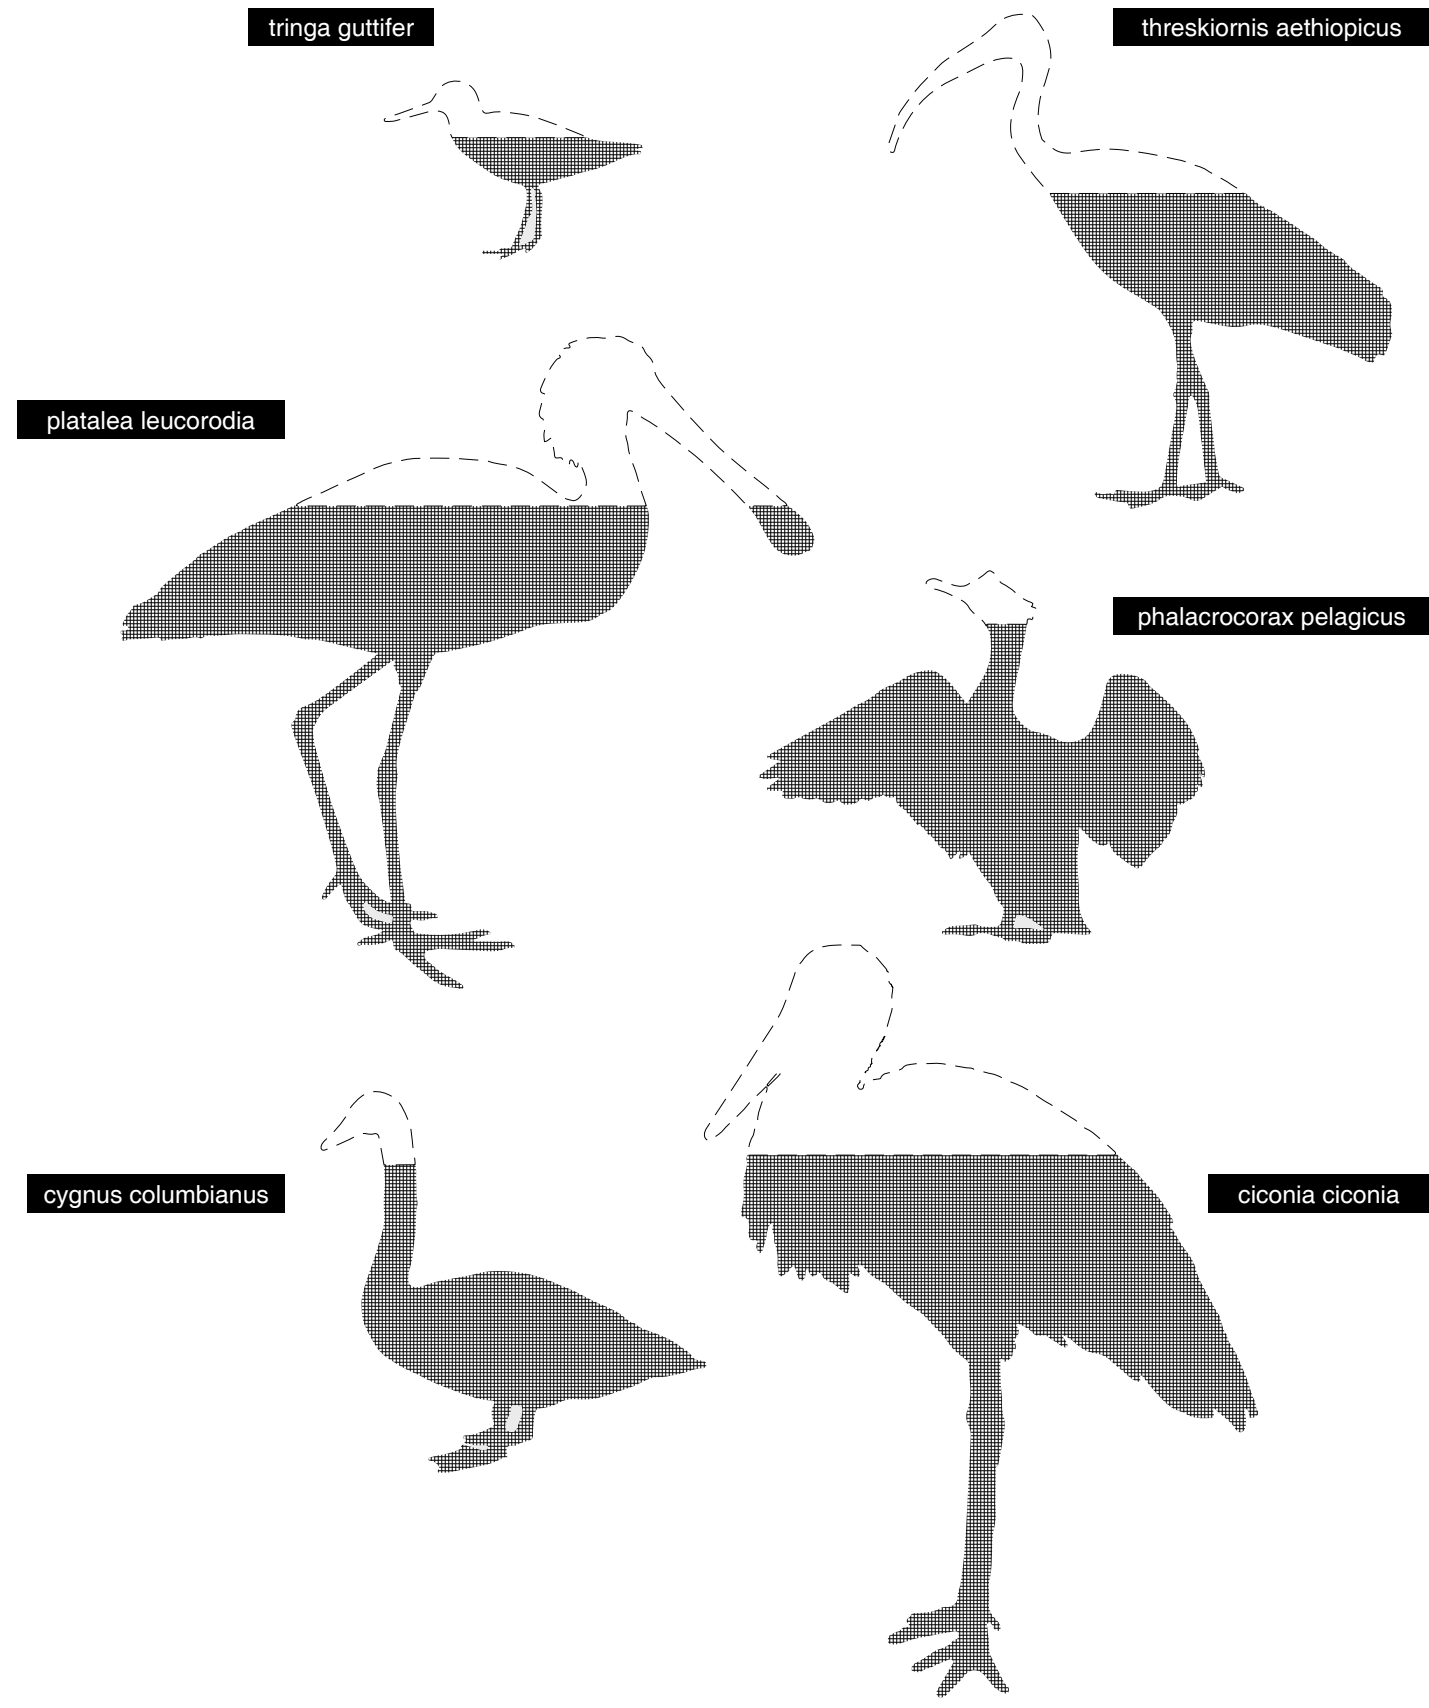 tringa guttifer
threskiornis aethiopicus
platalea leucorodia
phalacrocorax pelagicus
cygnus columbianus
ciconia ciconia